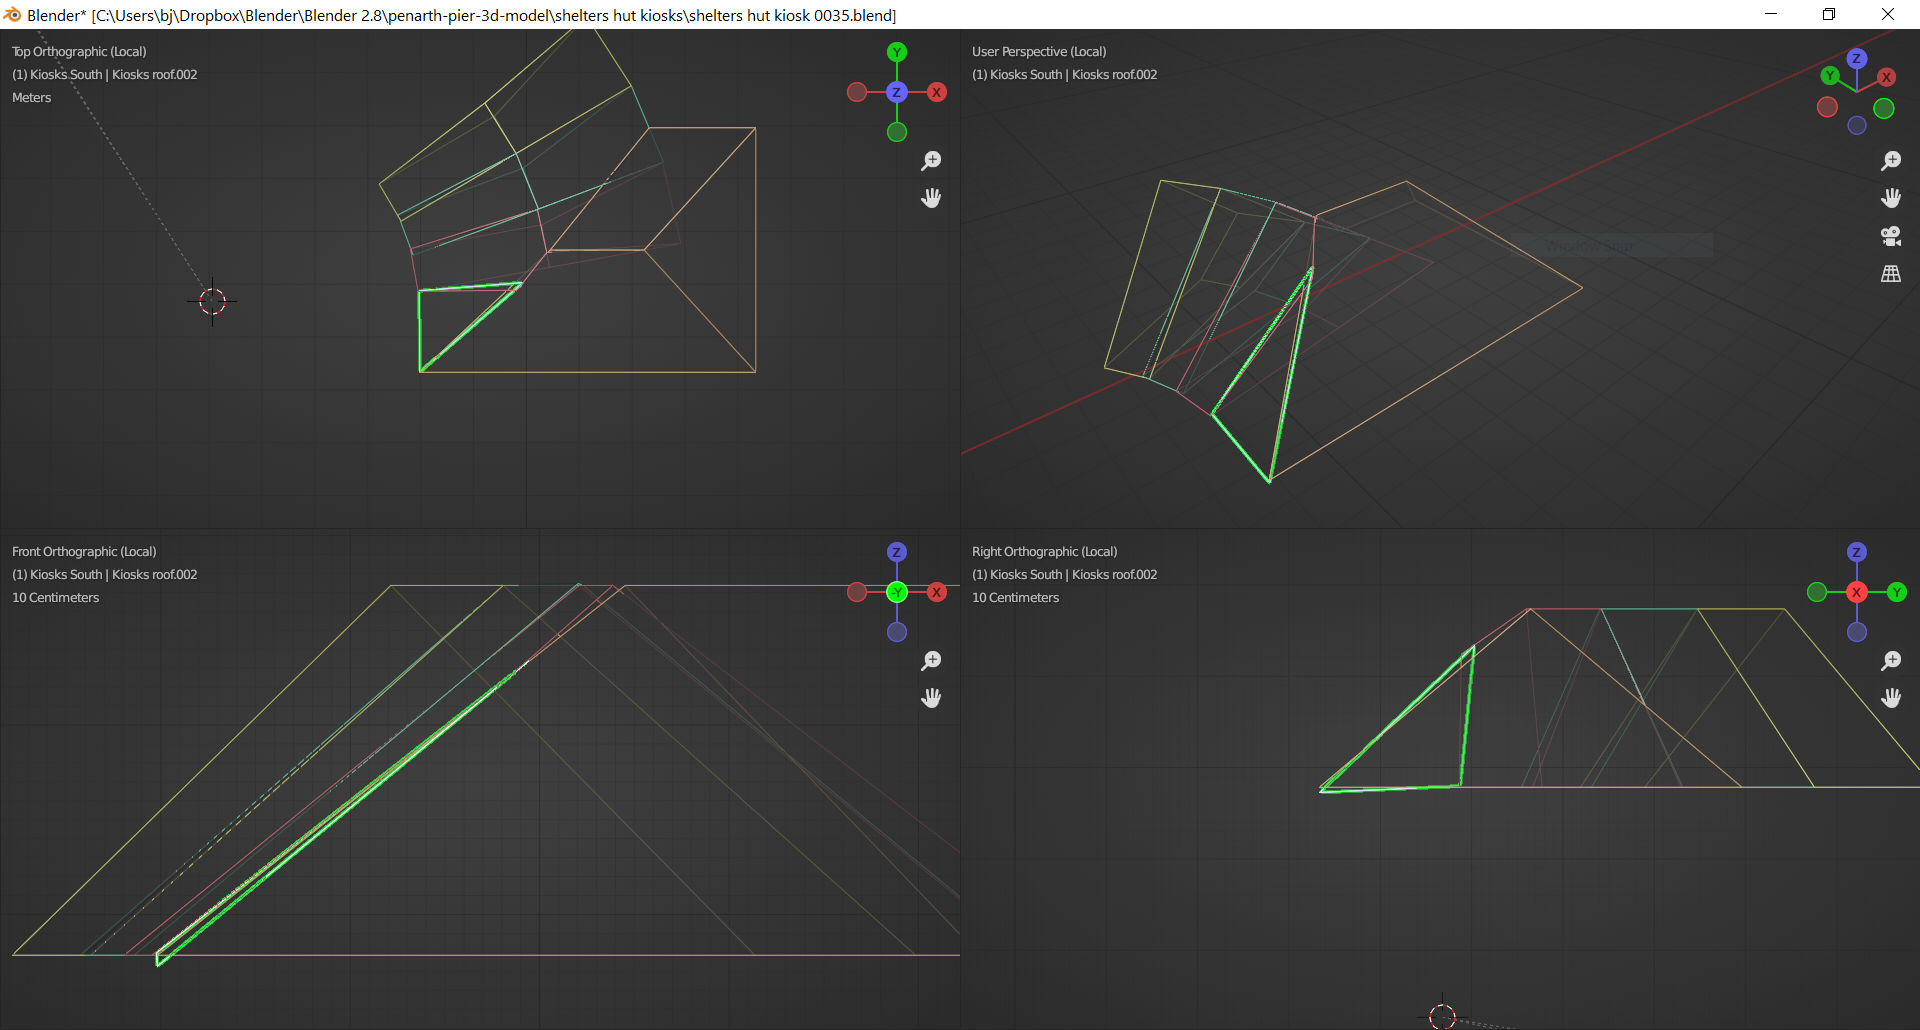 Blender* [C:\Users\bj\Dropbox\Blender\Blender 2.8\penarth-pier-3d-model\shelters hut kiosks\shelters hut kiosk 0035.blend]
Top Orthographic (Local)
(1) Kiosks South | Kiosks roof.002
Meters
Y
Z
X
User Perspective (Local)
(1) Kiosks South | Kiosks roof.002
Z
Y
X
Front Orthographic (Local)
(1) Kiosks South | Kiosks roof.002
10 Centimeters
Z
-Y
X
Right Orthographic (Local)
(1) Kiosks South | Kiosks roof.002
10 Centimeters
Z
X
Y